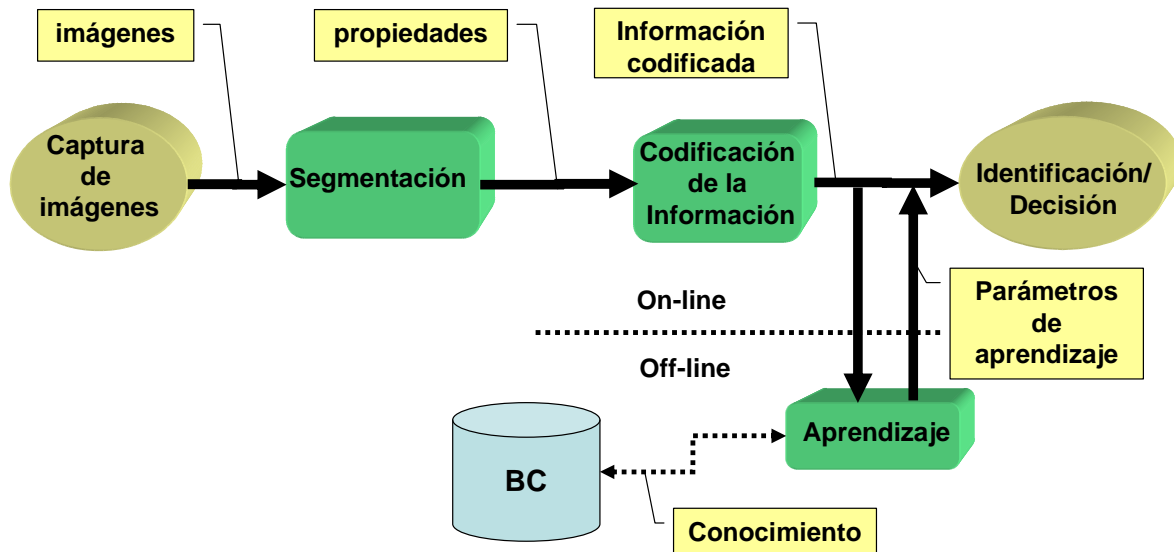 imágenes
propiedades
Información
codificada
Captura
de
imágenes
Segmentación
Codificación
de la
Información
Identificación/
Decisión
On-line
Parámetros
de
aprendizaje
Off-line
Aprendizaje
BC
Conocimiento